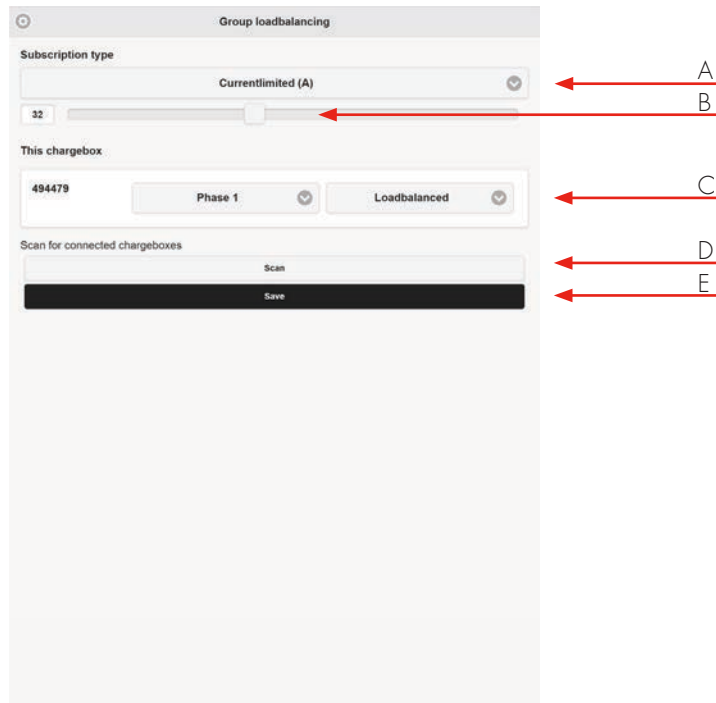 Group loadbalancing
Subscription type
Currentlimited (A)
A
32
B
This chargebox
494479
Phase 1
Loadbalanced
C
Scan for connected chargeboxes
Scan
D
Save
E